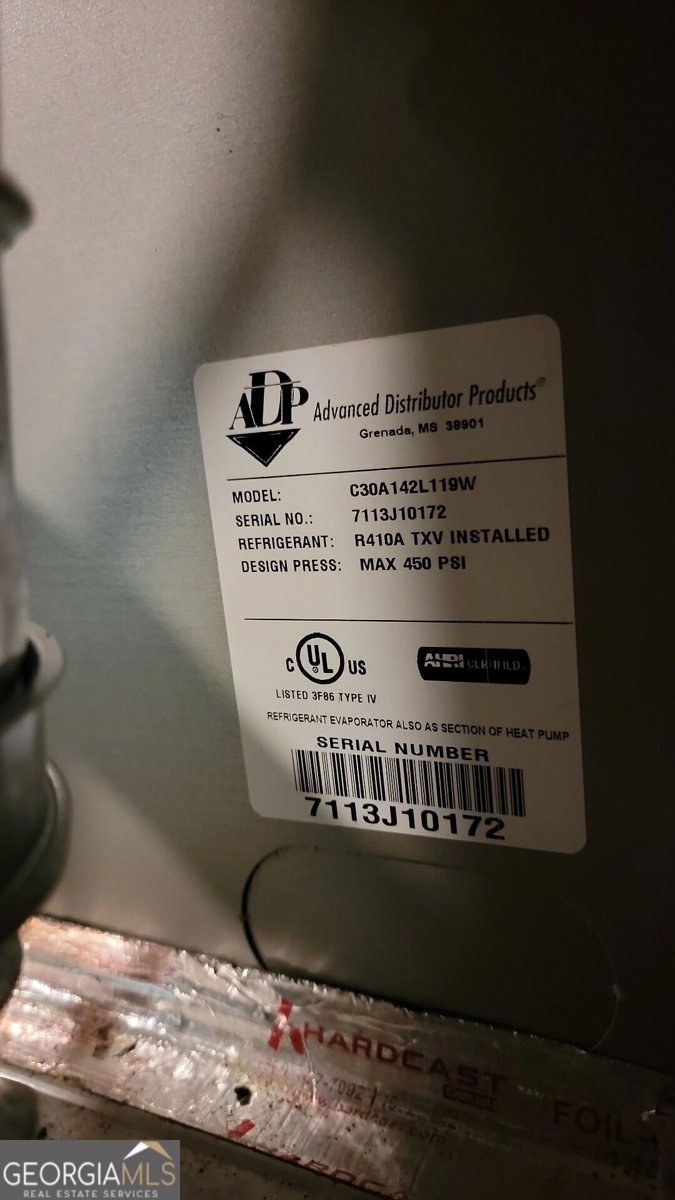 ADP Advanced Distributor Products®
Grenada, MS 38901
MODEL: C30A142L119W
SERIAL NO.: 7113J10172
REFRIGERANT: R410A TXV INSTALLED
DESIGN PRESS: MAX 450 PSI
C UL US
AHRI CERTIFIED
LISTED 3F86 TYPE IV
REFRIGERANT EVAPORATOR ALSO AS SECTION OF HEAT PUMP
SERIAL NUMBER
7113J10172
HARDCAST
FOIL-
GEORGIAMLS
REAL ESTATE SERVICES